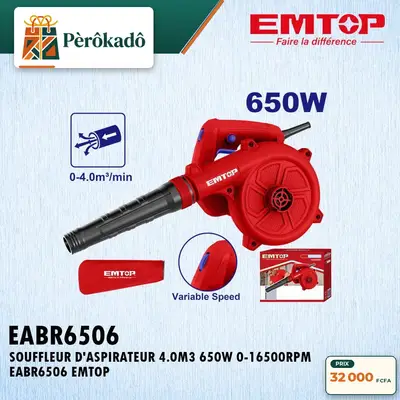 Pèrôkadô
EMTOP
Faire la différence
650W
0-4.0m³/min
EMTOP
EMTOP
Variable Speed
EABR6506
SOUFFLEUR D'ASPIRATEUR 4.0M3 650W 0-16500RPM
EABR6506 EMTOP
PRIX
32 000 FCFA